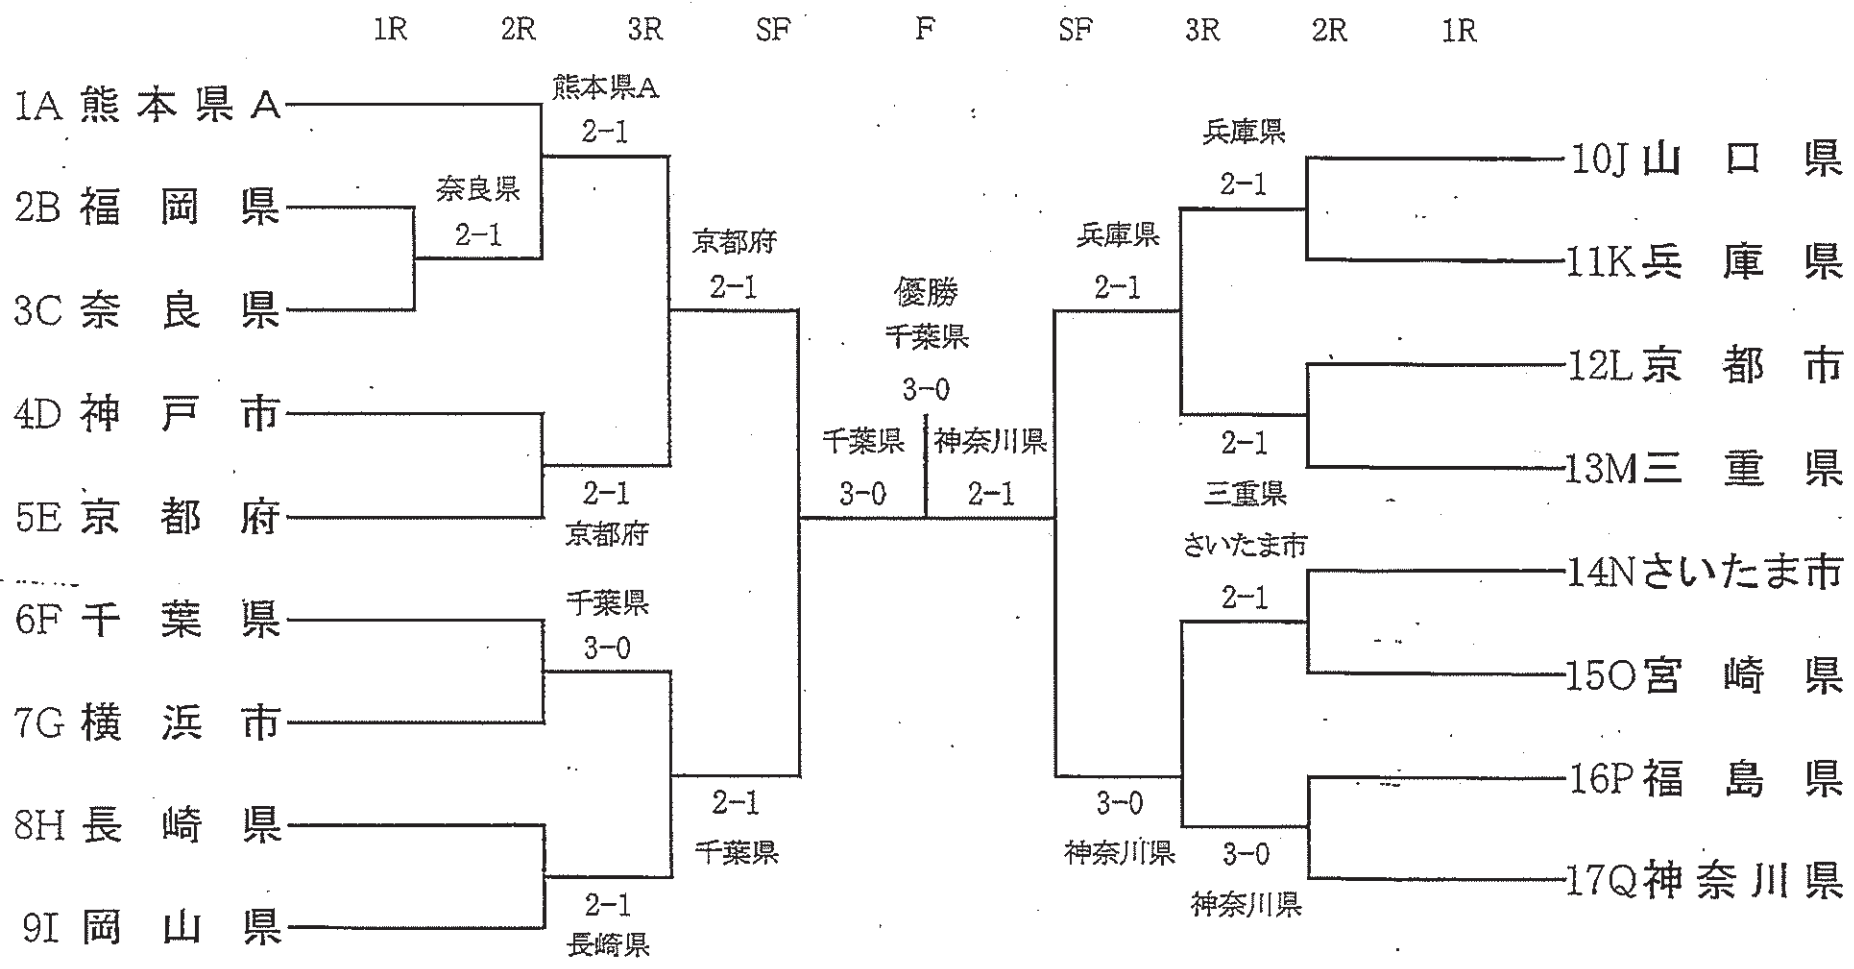 1R 2R 3R SF F SF 3R 2R 1R
1A 熊本県A
2B 福岡県
3C 奈良県
4D 神戸市
5E 京都府
6F 千葉県
7G 横浜市
8H 長崎県
9I 岡山県
奈良県
2-1
熊本県A
2-1
2-1
京都府
千葉県
3-0
2-1
長崎県
京都府
2-1
2-1
千葉県
千葉県
3-0
優勝
千葉県
3-0
神奈川県
2-1
兵庫県
2-1
3-0
神奈川県
兵庫県
2-1
2-1
三重県
さいたま市
2-1
3-0
神奈川県
10J 山口県
11K 兵庫県
12L 京都市
13M 三重県
14N さいたま市
15O 宮崎県
16P 福島県
17Q 神奈川県